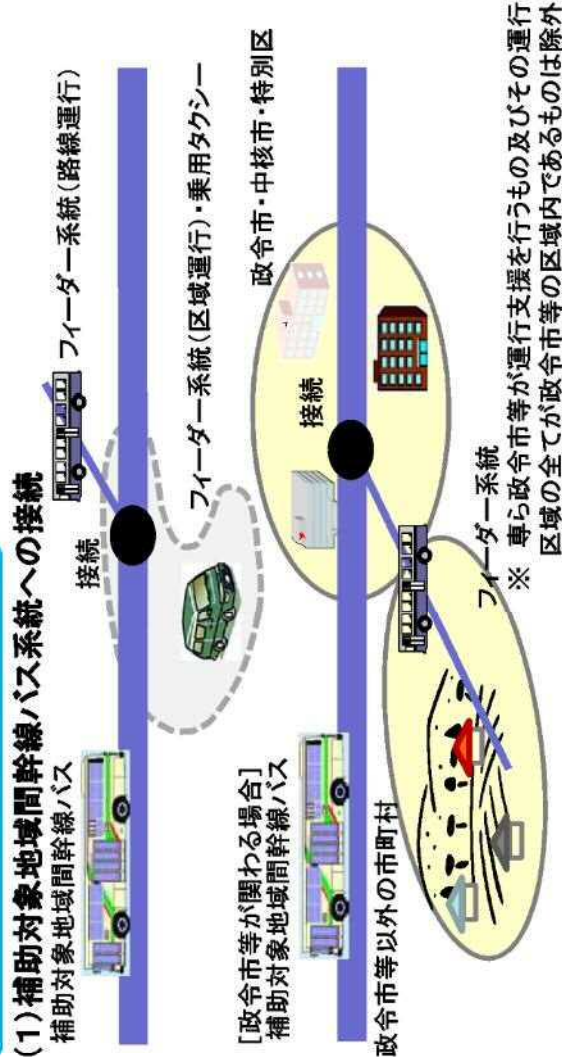 (1)補助対象地域間幹線バス系統への接続
補助対象地域間幹線バス
フィーダー系統(路線運行)
接続
フィーダー系統(区域運行)・乗用タクシー
[政令市等が関わる場合]
補助対象地域間幹線バス
政令市・中核市・特別区
接続
政令市等以外の市町村
フィーダー系統
※ 専ら政令市等が運行支援を行うもの及びその運行
区域の全てが政令市等の区域内であるものは除外